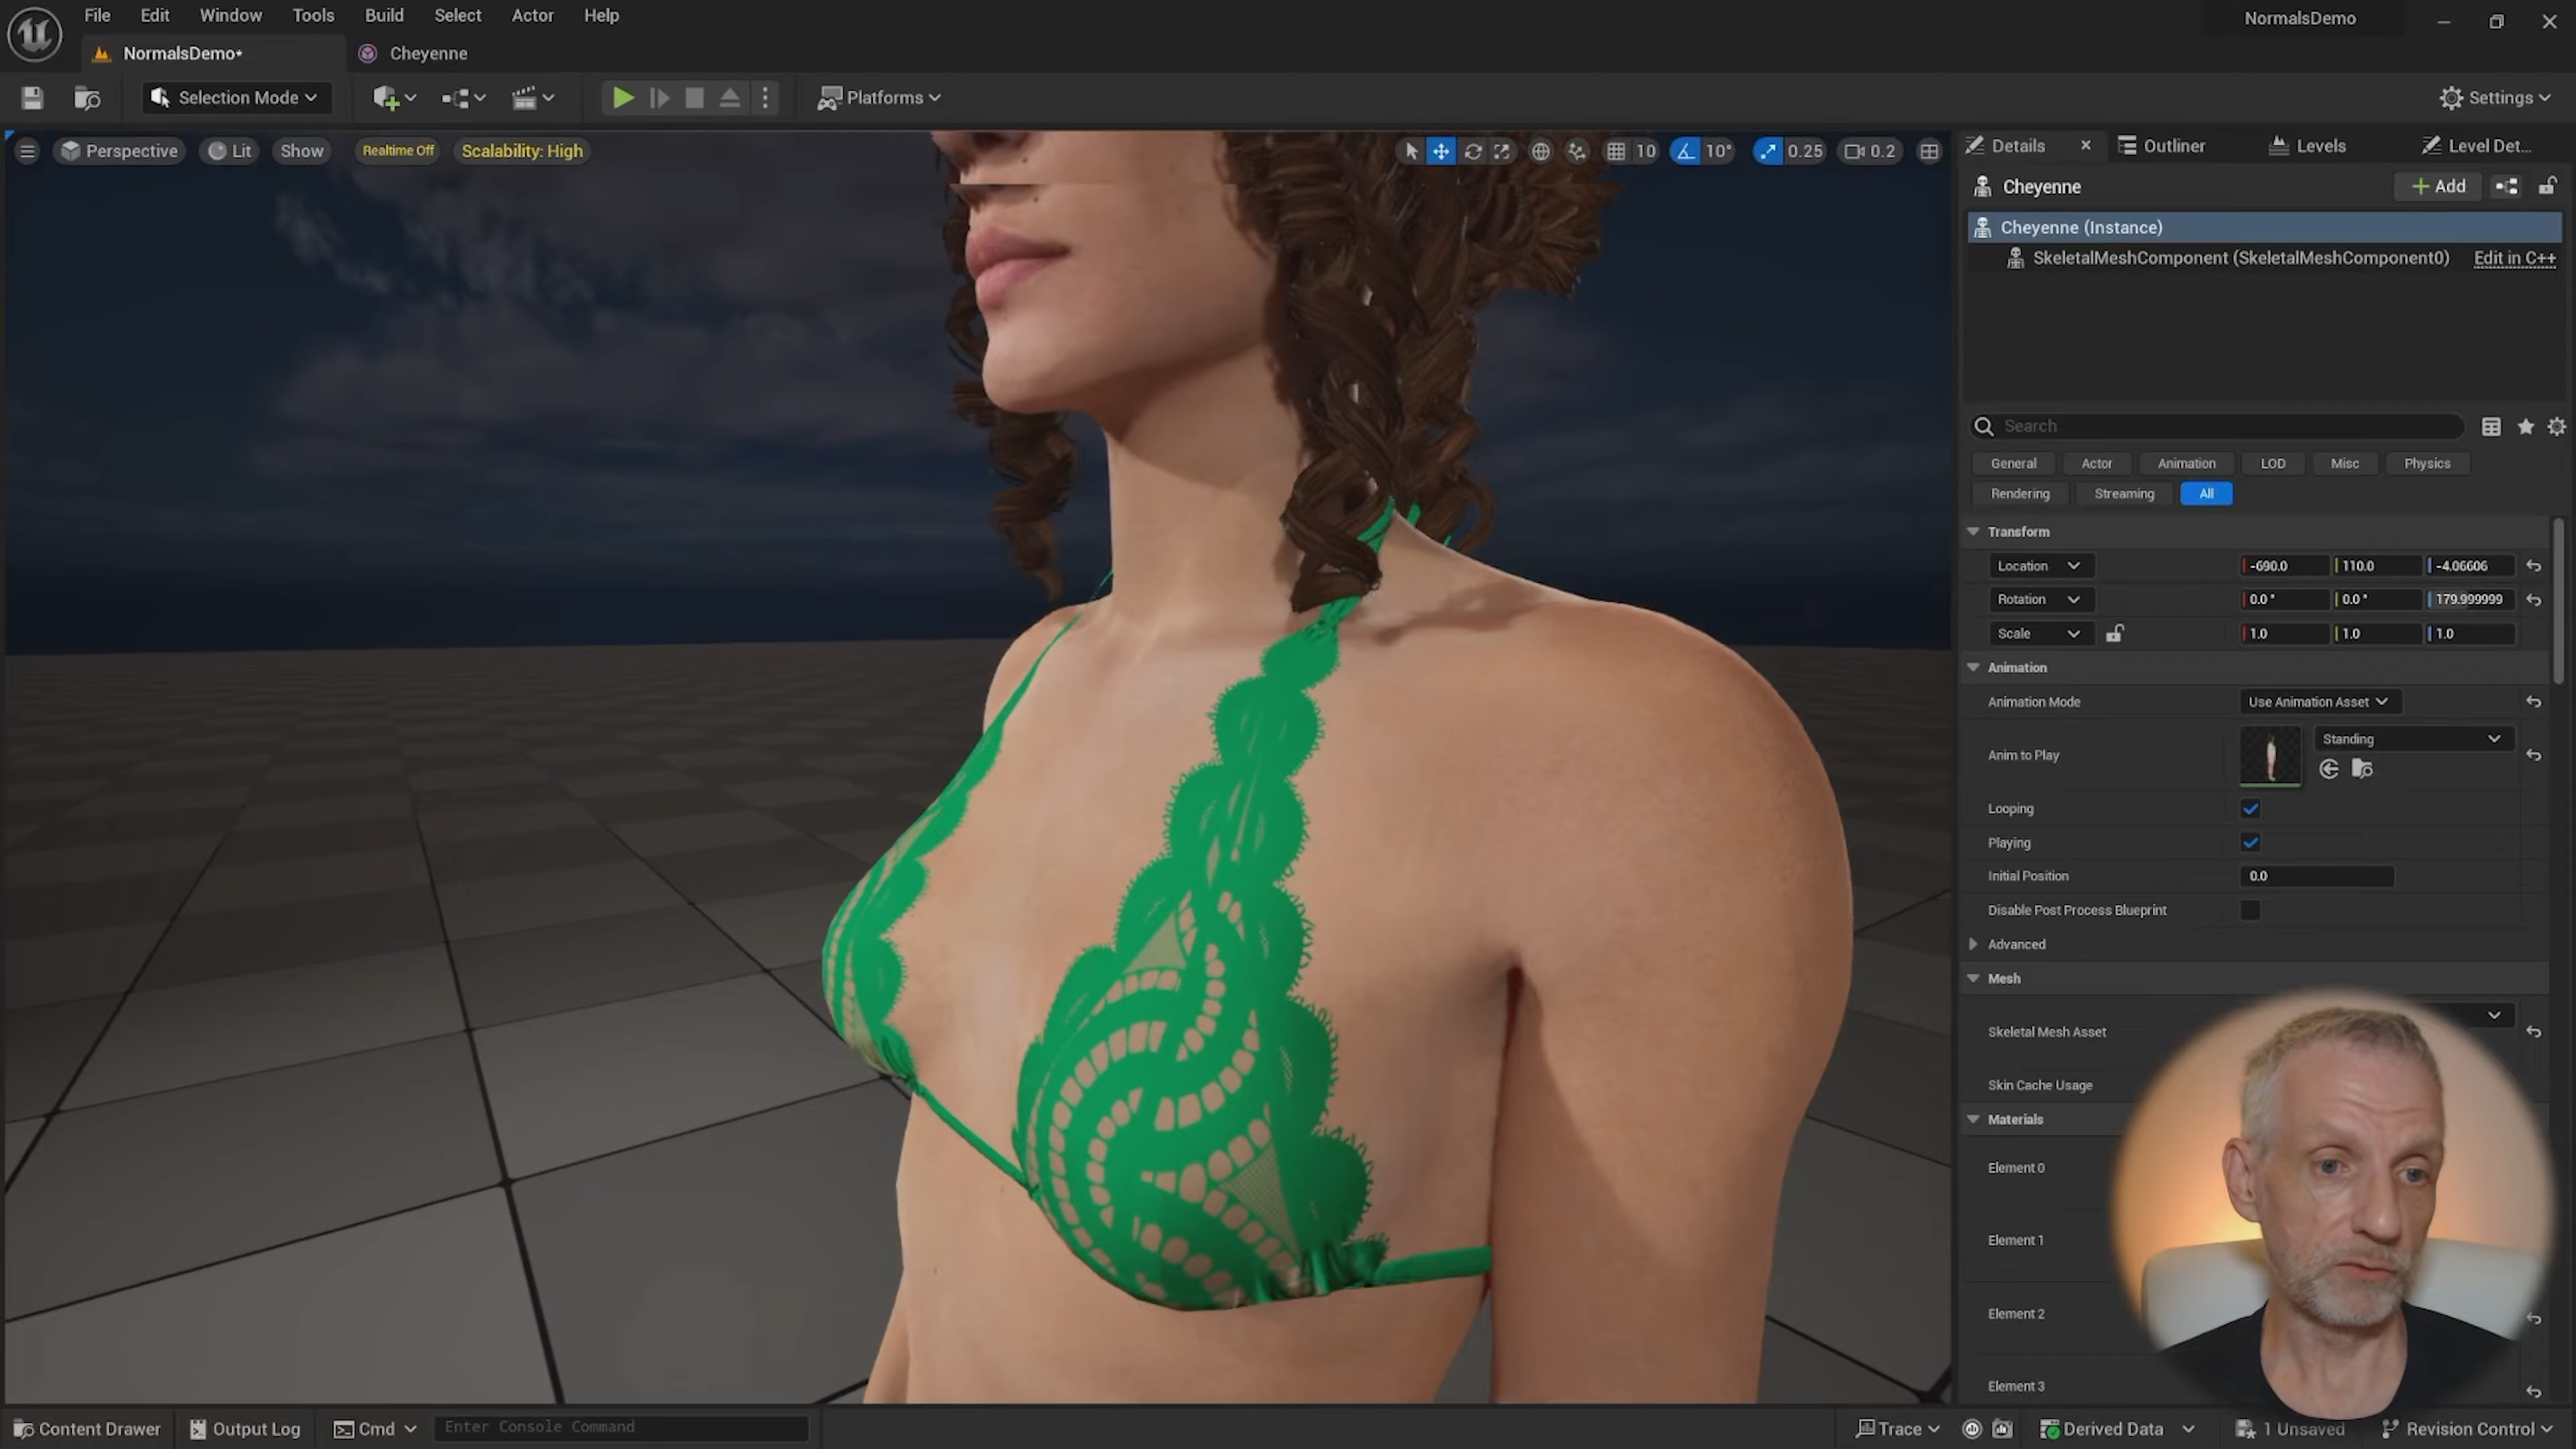 File Edit Window Tools Build Select Actor Help
NormalsDemo
NormalsDemo•
Cheyenne
Selection Mode
Platforms
Settings
Perspective
Lit
Show
Realtime Off
Scalability: High
10
10°
0.25
0.2
Details
Outliner
Levels
Level Det...
Cheyenne
+ Add
Cheyenne (Instance)
SkeletalMeshComponent (SkeletalMeshComponent0) Edit in C++
Search
General Actor Animation LOD Misc Physics
Rendering Streaming All
Transform
Location -690.0 110.0 -4.06606
Rotation 0.0 ° 0.0 ° 179.999999
Scale 1.0 1.0 1.0
Animation
Animation Mode Use Animation Asset
Anim to Play Standing
Looping
Playing
Initial Position 0.0
Disable Post Process Blueprint
Advanced
Mesh
Skeletal Mesh Asset
Skin Cache Usage
Materials
Element 0
Element 1
Element 2
Element 3
Content Drawer
Output Log
Cmd
Enter Console Command
Trace
Derived Data
1 Unsaved
Revision Control